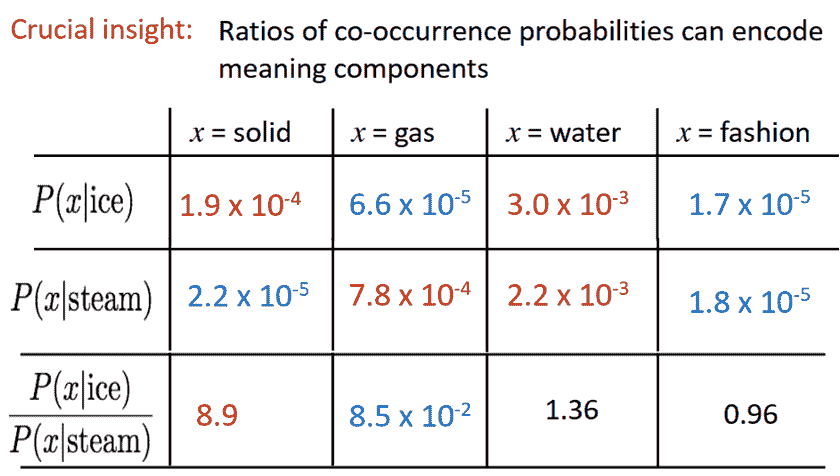 Crucial insight: Ratios of co-occurrence probabilities can encode
meaning components
x = solid x = gas x = water x = fashion
P(x|ice) 1.9 x 10⁻⁴ 6.6 x 10⁻⁵ 3.0 x 10⁻³ 1.7 x 10⁻⁵
P(x|steam) 2.2 x 10⁻⁵ 7.8 x 10⁻⁴ 2.2 x 10⁻³ 1.8 x 10⁻⁵
P(x|ice)
P(x|steam) 8.9 8.5 x 10⁻² 1.36 0.96